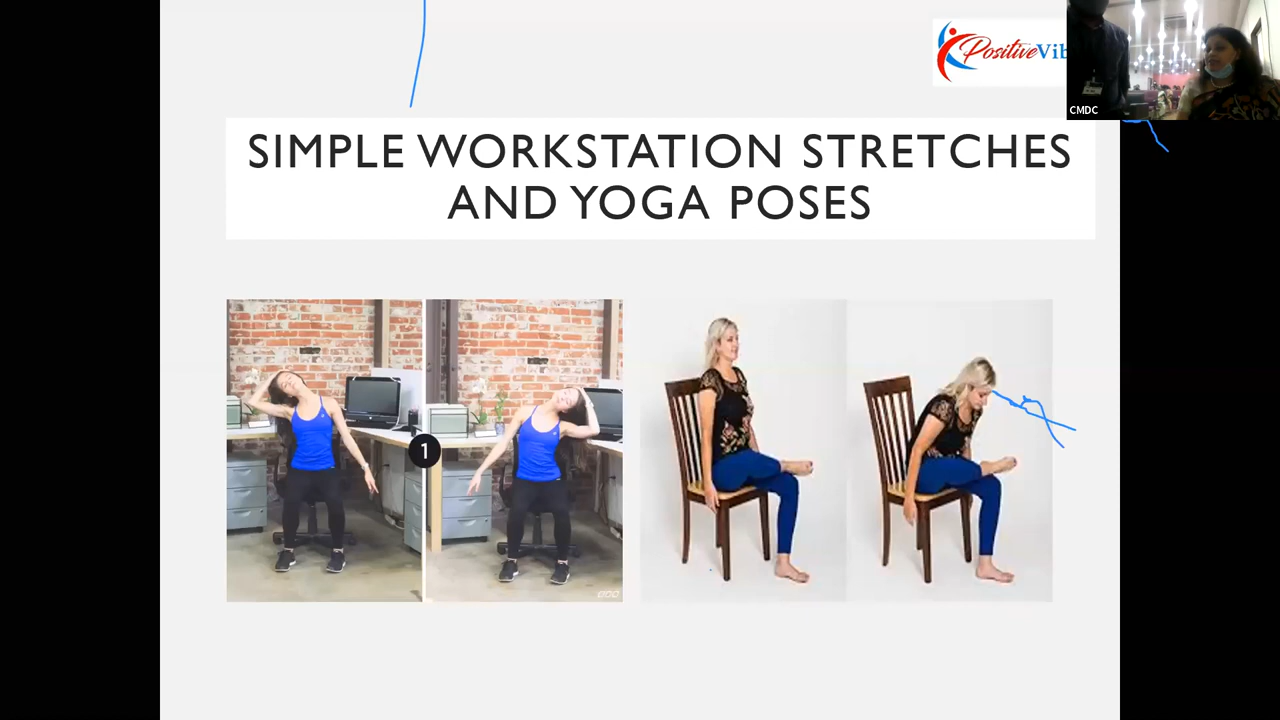 PositiveVib
CMDC
SIMPLE WORKSTATION STRETCHES
AND YOGA POSES
1